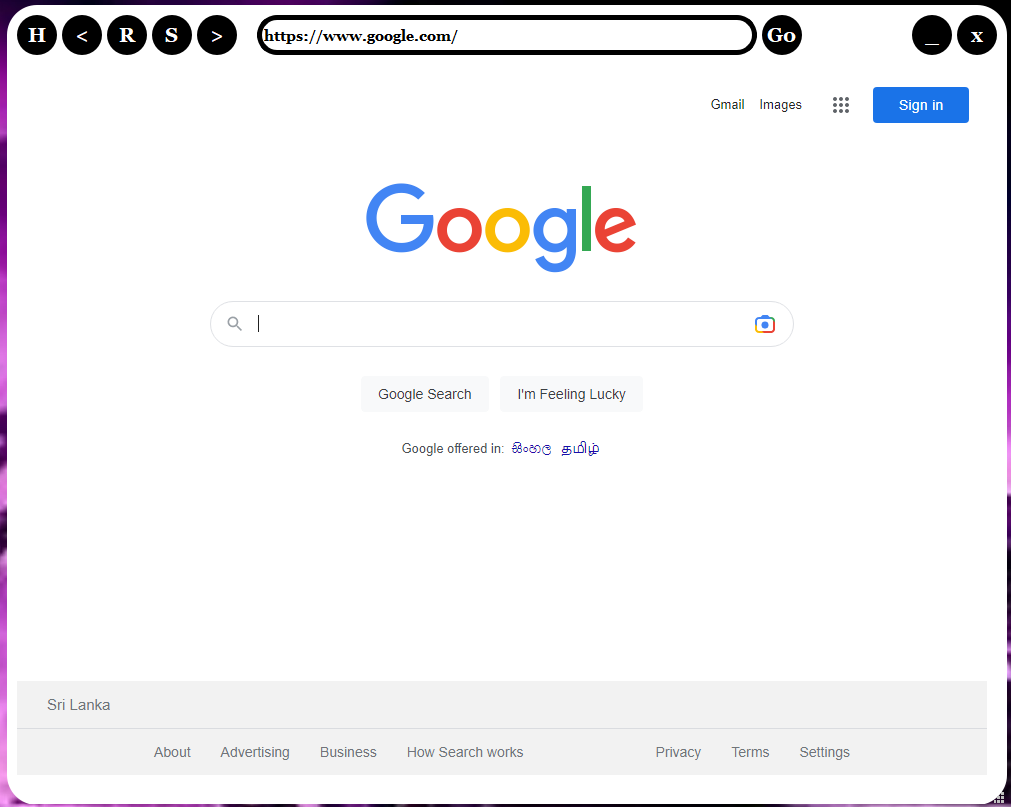 H < R S > https://www.google.com/ Go _ x
Gmail Images Sign in
Google
Google Search I'm Feeling Lucky
Google offered in: සිංහල தமிழ்
Sri Lanka
About Advertising Business How Search works Privacy Terms Settings